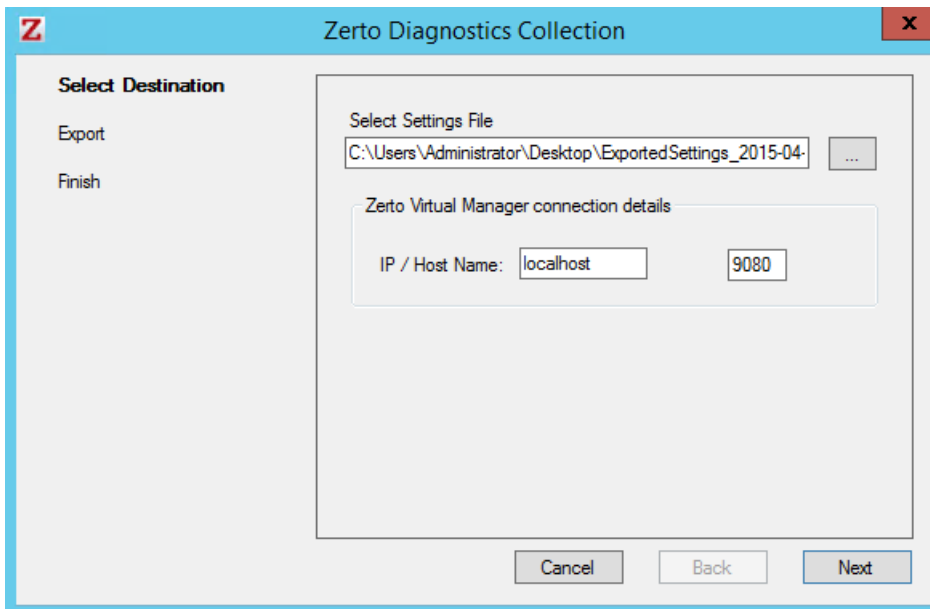 Z
Zerto Diagnostics Collection
x
Select Destination
Export
Finish
Select Settings File
C:\Users\Administrator\Desktop\ExportedSettings_2015-04-
...
Zerto Virtual Manager connection details
IP / Host Name: localhost 9080
Cancel Back Next